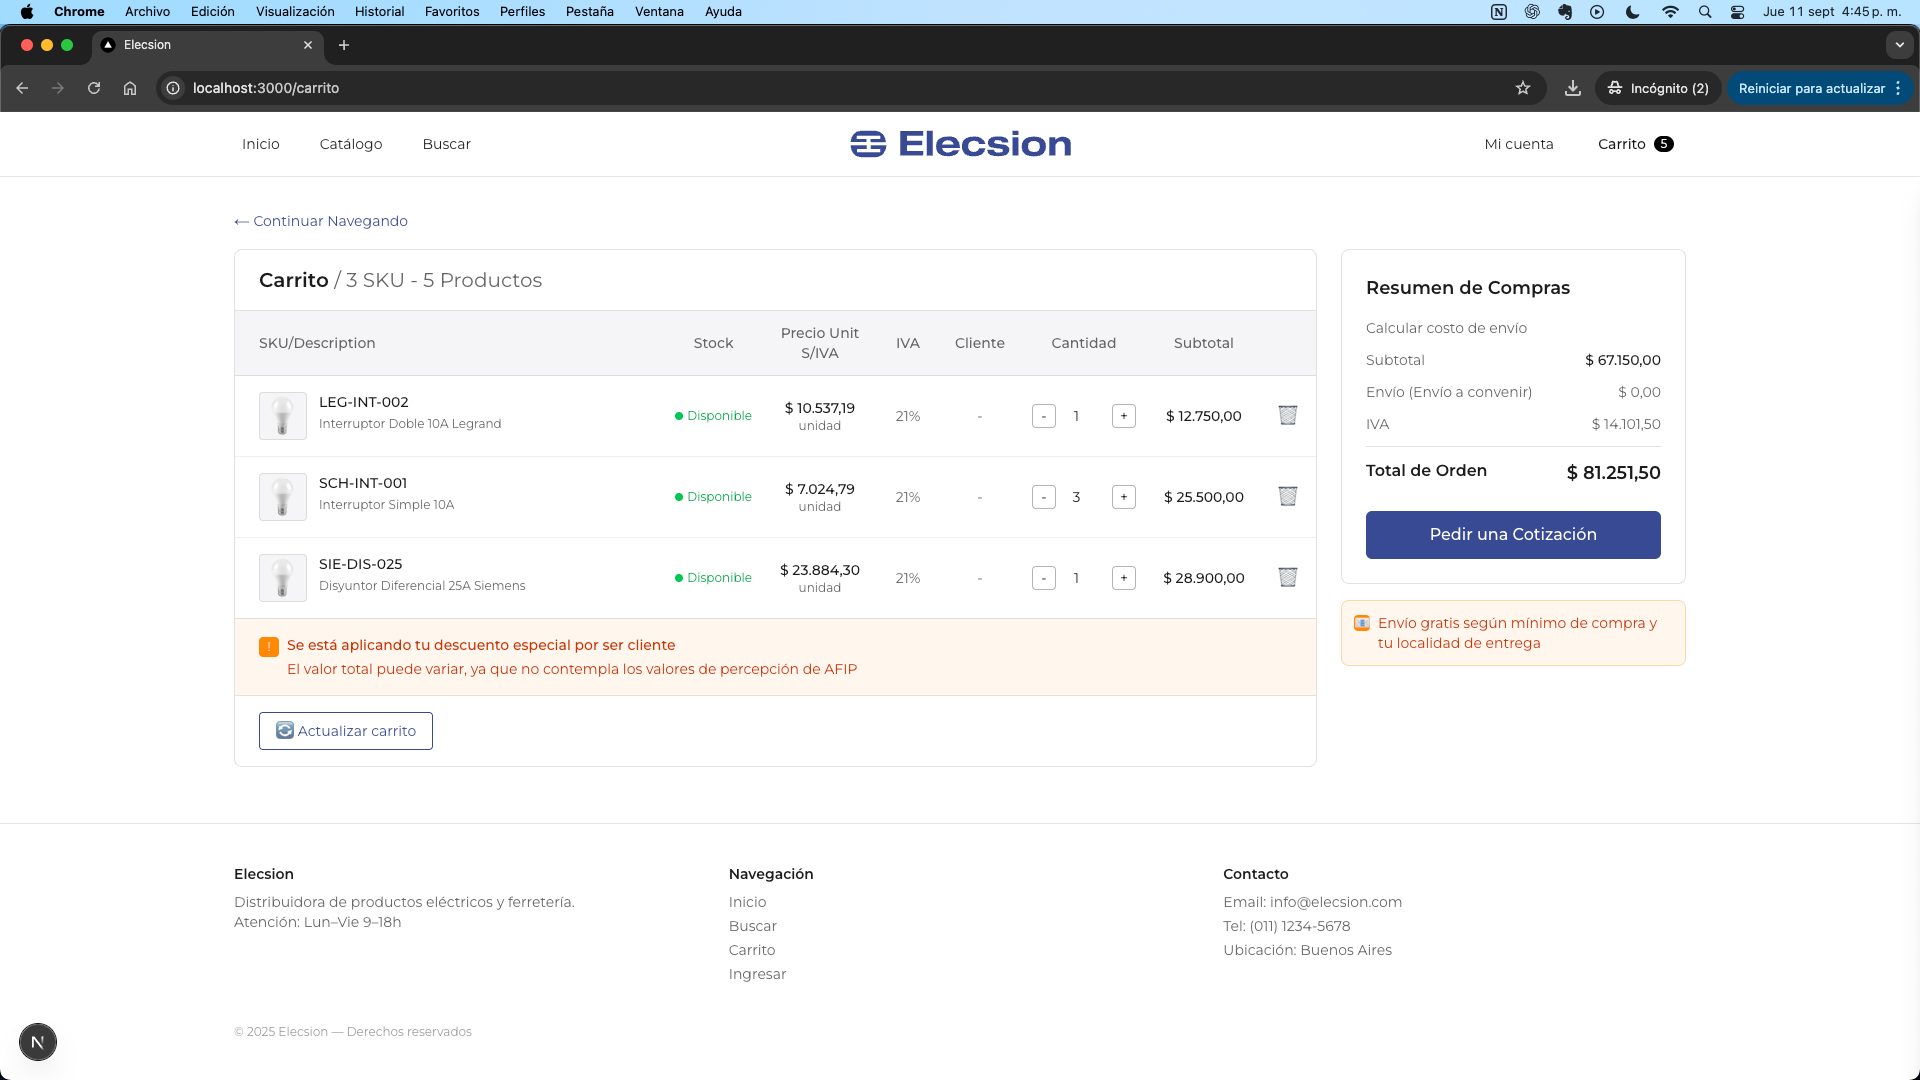 Chrome Archivo Edición Visualización Historial Favoritos Perfiles Pestaña Ventana Ayuda
Jue 11 sept 4:45 p. m.
Elecsion
localhost:3000/carrito
Incógnito (2)
Reiniciar para actualizar
Inicio Catálogo Buscar
Elecsion
Mi cuenta Carrito 5
← Continuar Navegando
Carrito / 3 SKU - 5 Productos
SKU/Description Stock Precio Unit S/IVA IVA Cliente Cantidad Subtotal
LEG-INT-002
Interruptor Doble 10A Legrand
Disponible
$ 10.537,19
unidad
21% - - 1 + $ 12.750,00
SCH-INT-001
Interruptor Simple 10A
Disponible
$ 7.024,79
unidad
21% - - 3 + $ 25.500,00
SIE-DIS-025
Disyuntor Diferencial 25A Siemens
Disponible
$ 23.884,30
unidad
21% - - 1 + $ 28.900,00
! Se está aplicando tu descuento especial por ser cliente
El valor total puede variar, ya que no contempla los valores de percepción de AFIP
Actualizar carrito
Resumen de Compras
Calcular costo de envío
Subtotal $ 67.150,00
Envío (Envío a convenir) $ 0,00
IVA $ 14.101,50
Total de Orden $ 81.251,50
Pedir una Cotización
Envío gratis según mínimo de compra y
tu localidad de entrega
Elecsion
Distribuidora de productos eléctricos y ferretería.
Atención: Lun–Vie 9–18h
Navegación
Inicio
Buscar
Carrito
Ingresar
Contacto
Email: info@elecsion.com
Tel: (011) 1234-5678
Ubicación: Buenos Aires
© 2025 Elecsion — Derechos reservados
N